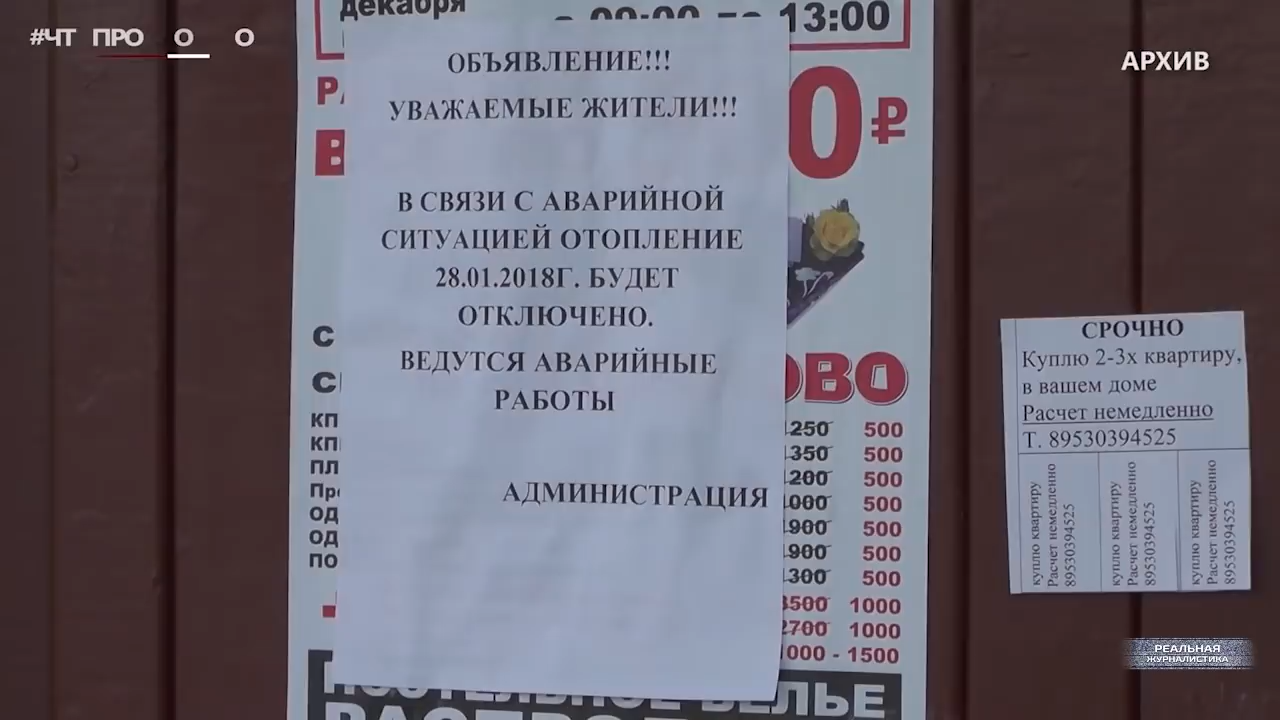 #ЧТ ПРО О О
АРХИВ
декабря
13:00
ОБЪЯВЛЕНИЕ!!!
УВАЖАЕМЫЕ ЖИТЕЛИ!!!
В СВЯЗИ С АВАРИЙНОЙ
СИТУАЦИЕЙ ОТОПЛЕНИЕ
28.01.2018Г. БУДЕТ
ОТКЛЮЧЕНО.
ВЕДУТСЯ АВАРИЙНЫЕ
РАБОТЫ
АДМИНИСТРАЦИЯ
0 ₽
ОВО
1250 500
1350 500
1200 500
1000 500
1900 500
1900 500
1300 500
3500 1000
2700 1000
1000 - 1500
СРОЧНО
Куплю 2-3х квартиру,
в вашем доме
Расчет немедленно
Т. 89530394525
куплю квартиру
Расчет немедленно
89530394525
куплю квартиру
Расчет немедленно
89530394525
куплю квартиру
Расчет немедленно
89530394525
РЕАЛЬНАЯ
ЖУРНАЛИСТИКА